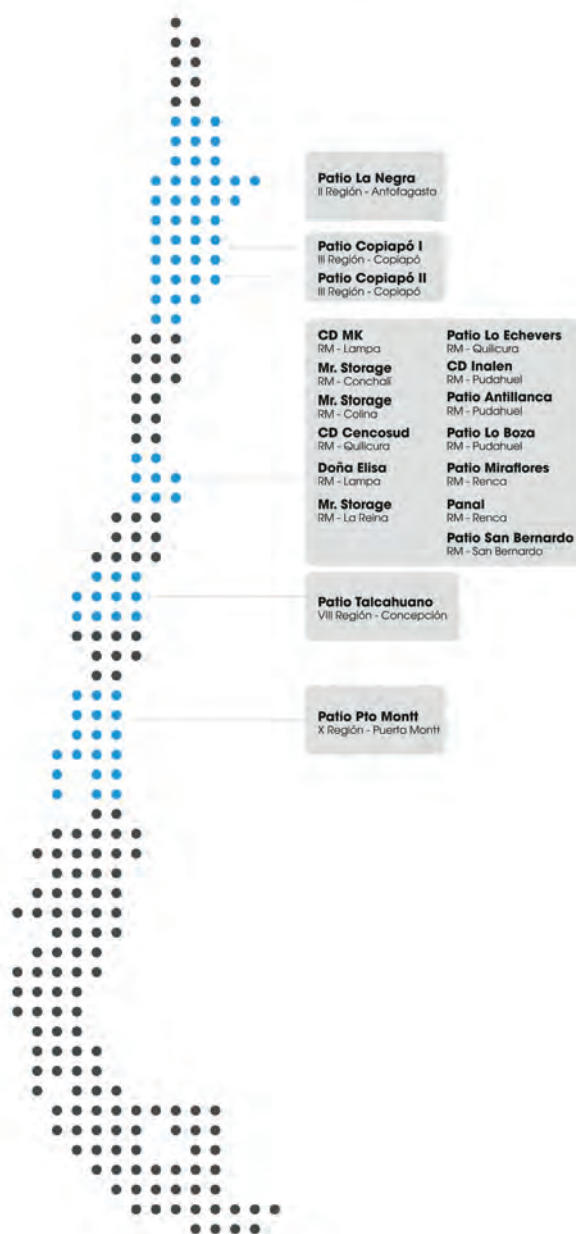 Patio La Negra
II Región - Antofagasta
Patio Copiapó I
III Región - Copiapó
Patio Copiapó II
III Región - Copiapó
CD MK
RM - Lampa
Mr. Storage
RM - Conchalí
Mr. Storage
RM - Colina
CD Cencosud
RM - Quilicura
Doña Elisa
RM - Lampa
Mr. Storage
RM - La Reina
Patio Lo Echevers
RM - Quilicura
CD Inalen
RM - Pudahuel
Patio Antillanca
RM - Pudahuel
Patio Lo Boza
RM - Pudahuel
Patio Miraflores
RM - Renca
Panal
RM - Renca
Patio San Bernardo
RM - San Bernardo
Patio Talcahuano
VIII Región - Concepción
Patio Pto Montt
X Región - Puerto Montt